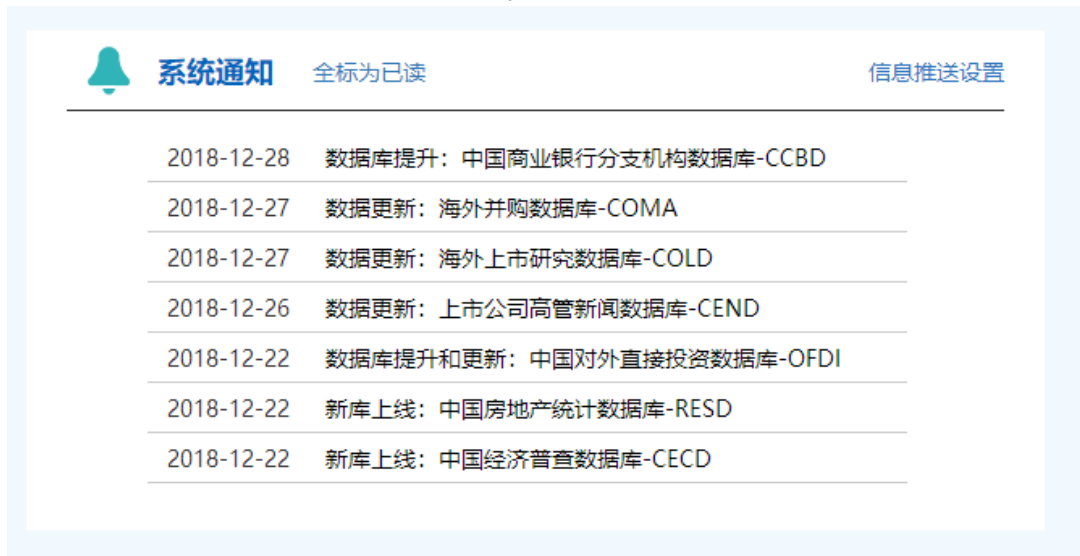 系统通知 全标为已读 信息推送设置
2018-12-28 数据库提升：中国商业银行分支机构数据库-CCBD
2018-12-27 数据更新：海外并购数据库-COMA
2018-12-27 数据更新：海外上市研究数据库-COLD
2018-12-26 数据更新：上市公司高管新闻数据库-CEND
2018-12-22 数据库提升和更新：中国对外直接投资数据库-OFDI
2018-12-22 新库上线：中国房地产统计数据库-RESD
2018-12-22 新库上线：中国经济普查数据库-CECD